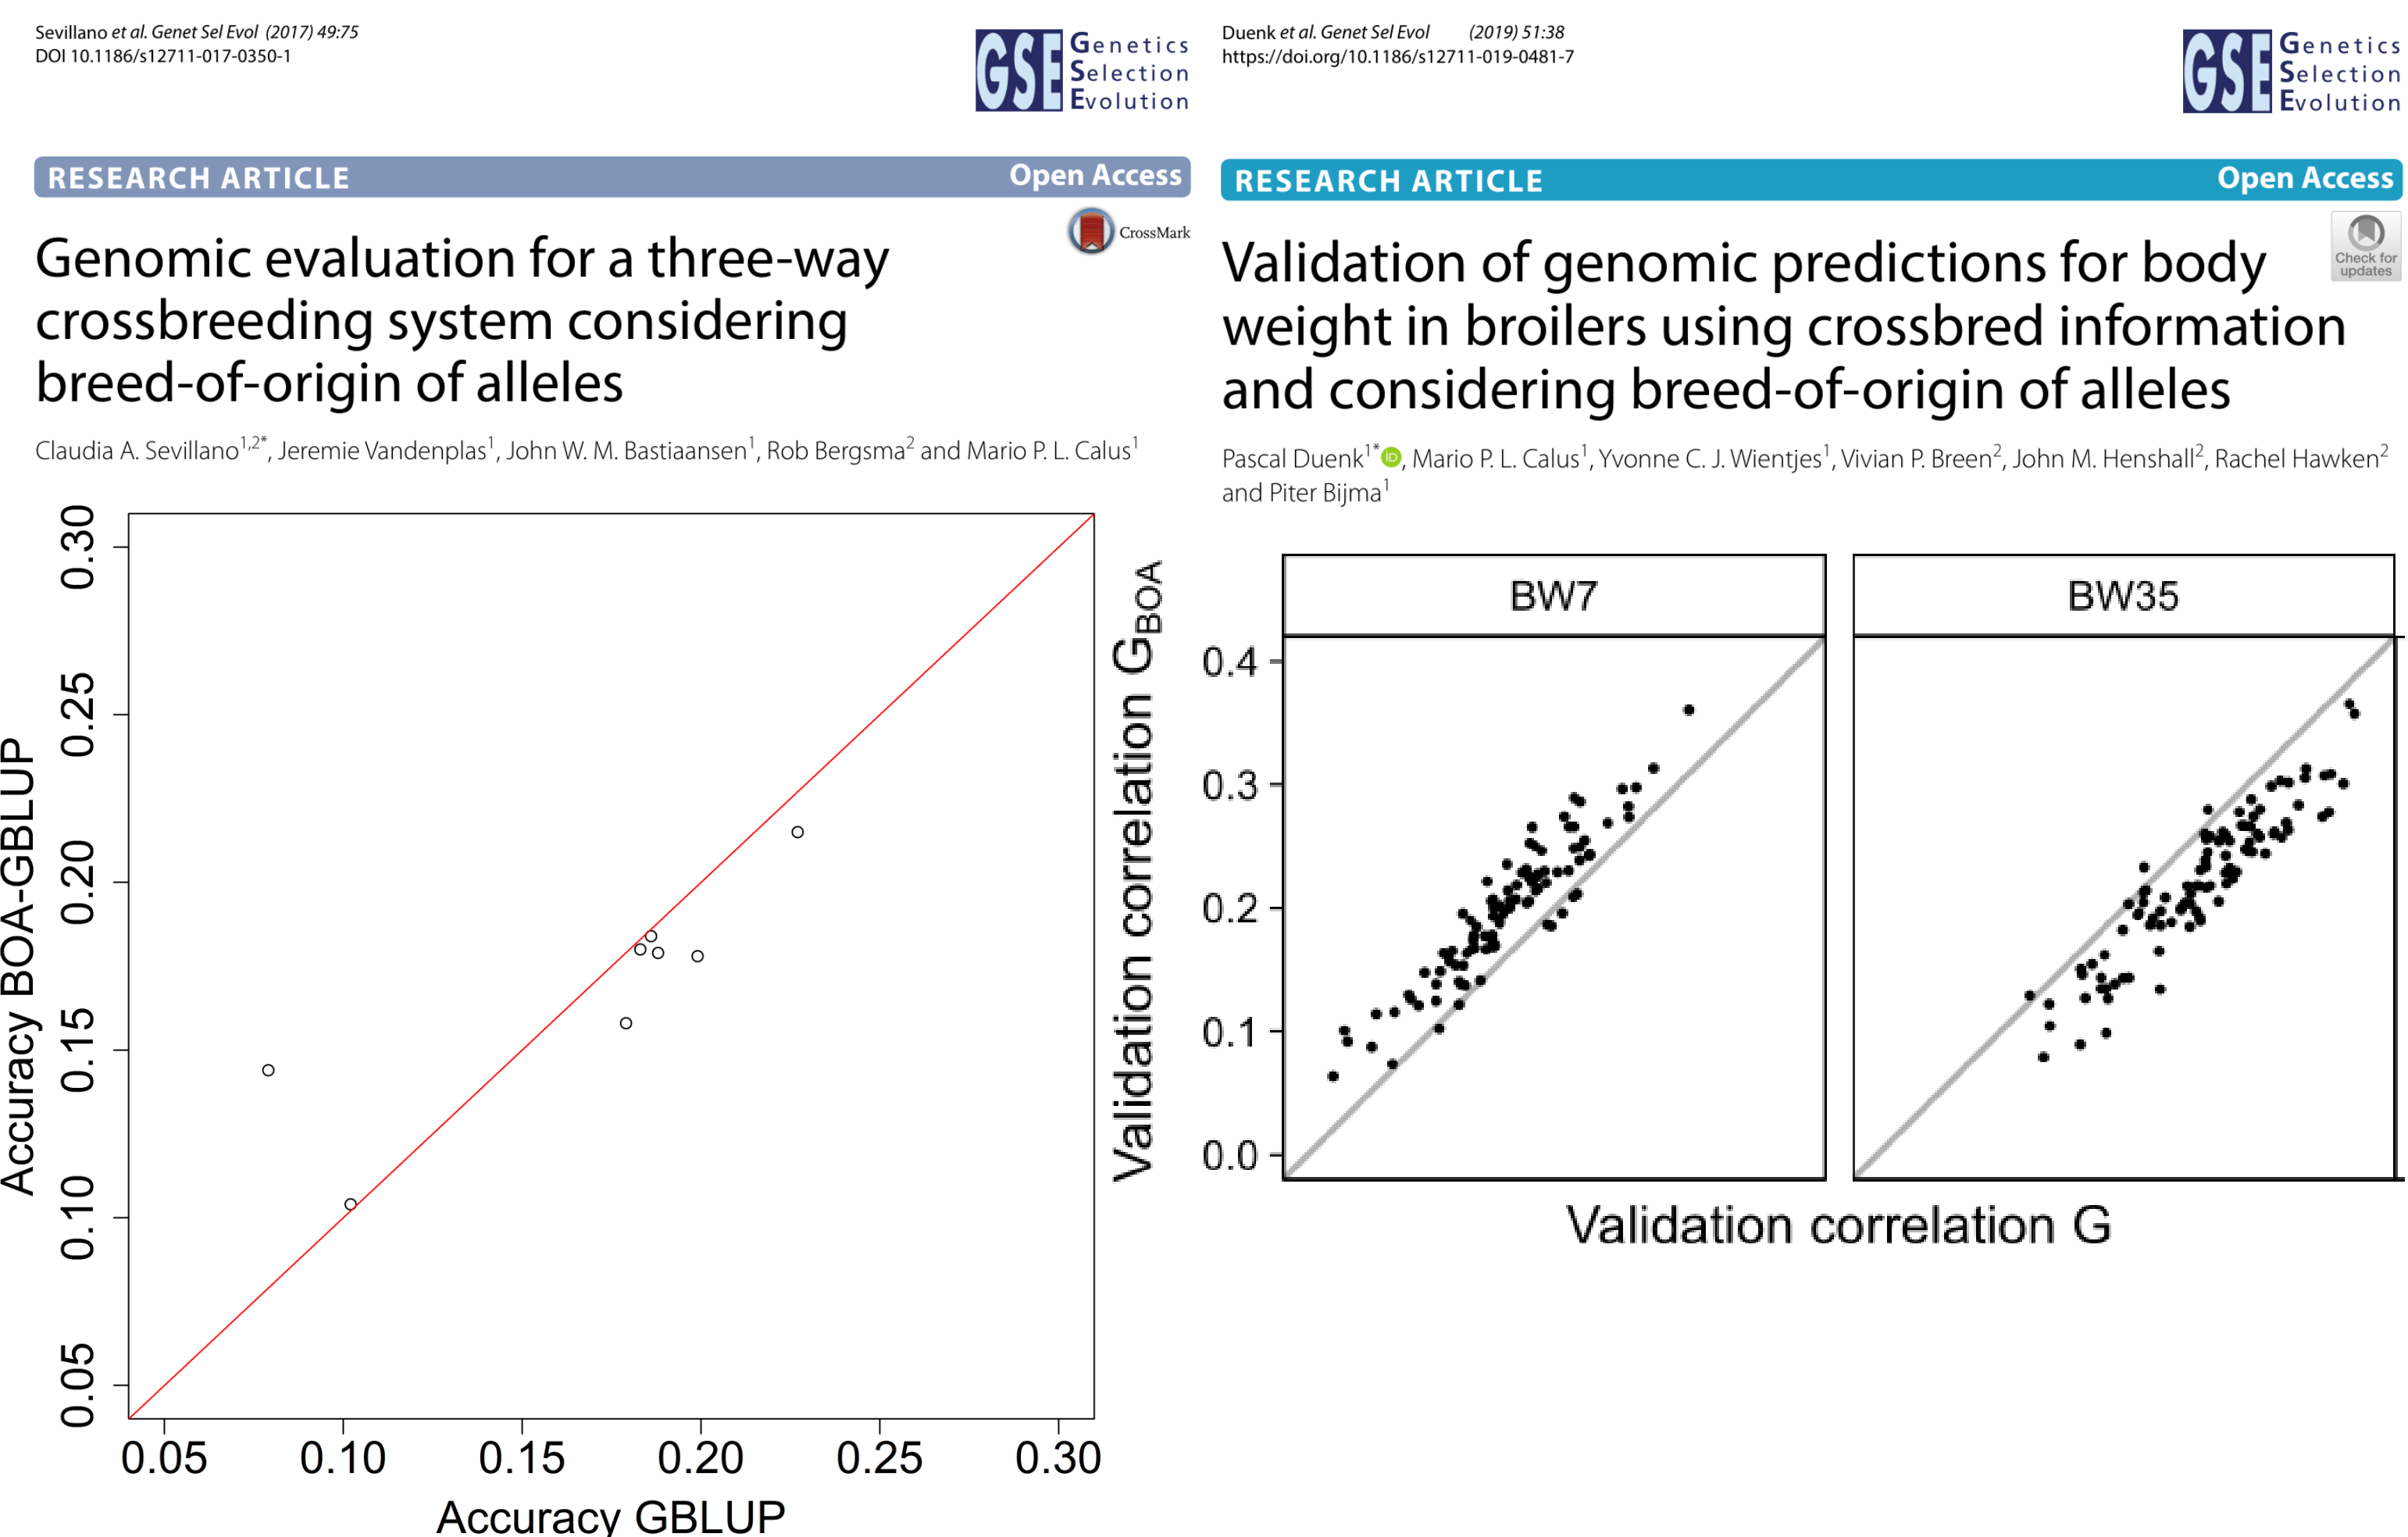 Sevillano et al. Genet Sel Evol (2017) 49:75
DOI 10.1186/s12711-017-0350-1
GSE Genetics
Selection
Evolution
RESEARCH ARTICLE Open Access
CrossMark
Genomic evaluation for a three-way
crossbreeding system considering
breed-of-origin of alleles
Claudia A. Sevillano1,2*, Jeremie Vandenplas1, John W. M. Bastiaansen1, Rob Bergsma2 and Mario P. L. Calus1
Accuracy BOA-GBLUP
0.30
0.25
0.20
0.15
0.10
0.05
0.05 0.10 0.15 0.20 0.25 0.30
Accuracy GBLUP
Duenk et al. Genet Sel Evol (2019) 51:38
https://doi.org/10.1186/s12711-019-0481-7
GSE Genetics
Selection
Evolution
RESEARCH ARTICLE Open Access
Check for
updates
Validation of genomic predictions for body
weight in broilers using crossbred information
and considering breed-of-origin of alleles
Pascal Duenk1* iD, Mario P. L. Calus1, Yvonne C. J. Wientjes1, Vivian P. Breen2, John M. Henshall2, Rachel Hawken2
and Piter Bijma1
Validation correlation GBOA
BW7 BW35
0.4
0.3
0.2
0.1
0.0
Validation correlation G